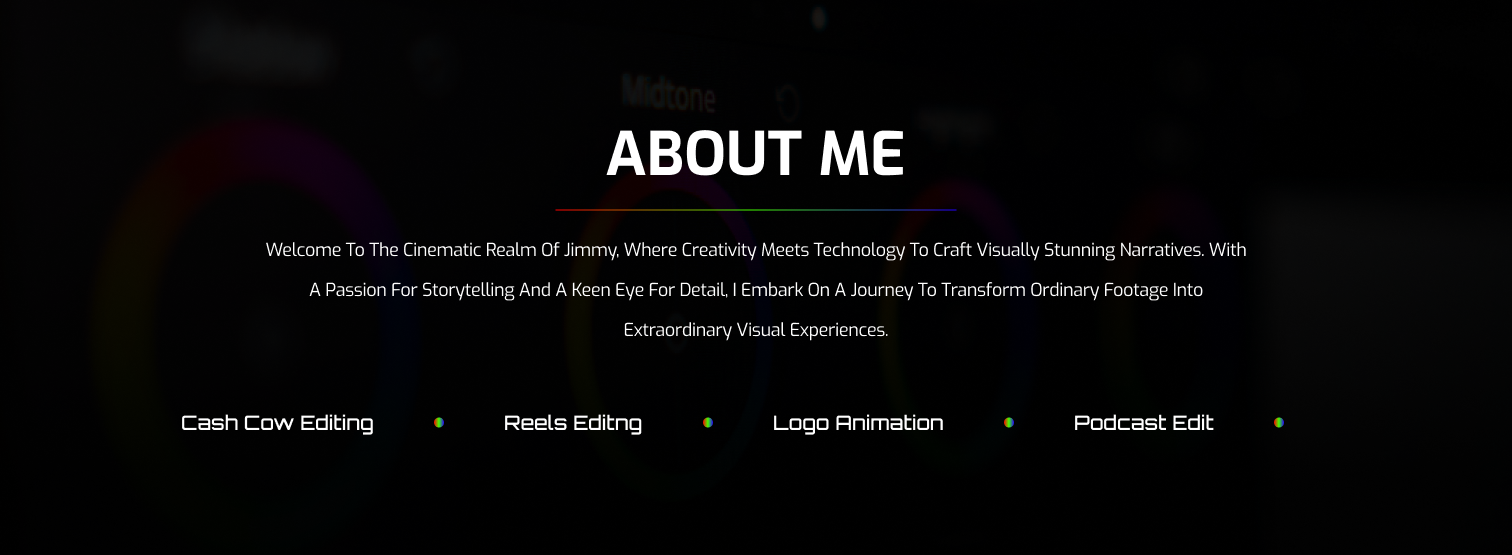 Midtone
ABOUT ME
Welcome To The Cinematic Realm Of Jimmy, Where Creativity Meets Technology To Craft Visually Stunning Narratives. With
A Passion For Storytelling And A Keen Eye For Detail, I Embark On A Journey To Transform Ordinary Footage Into
Extraordinary Visual Experiences.
Cash Cow Editing
Reels Editng
Logo Animation
Podcast Edit